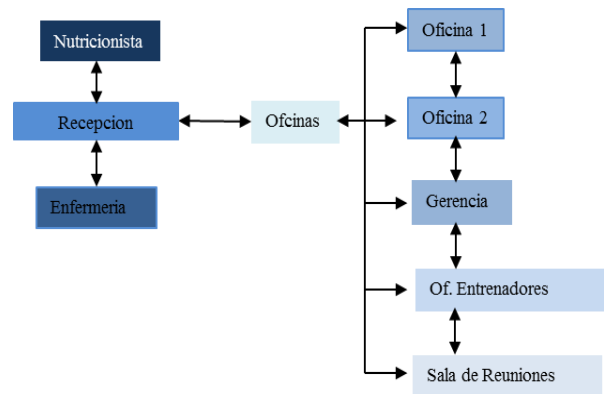 Nutricionista
Recepcion
Enfermeria
Ofcinas
Oficina 1
Oficina 2
Gerencia
Of. Entrenadores
Sala de Reuniones